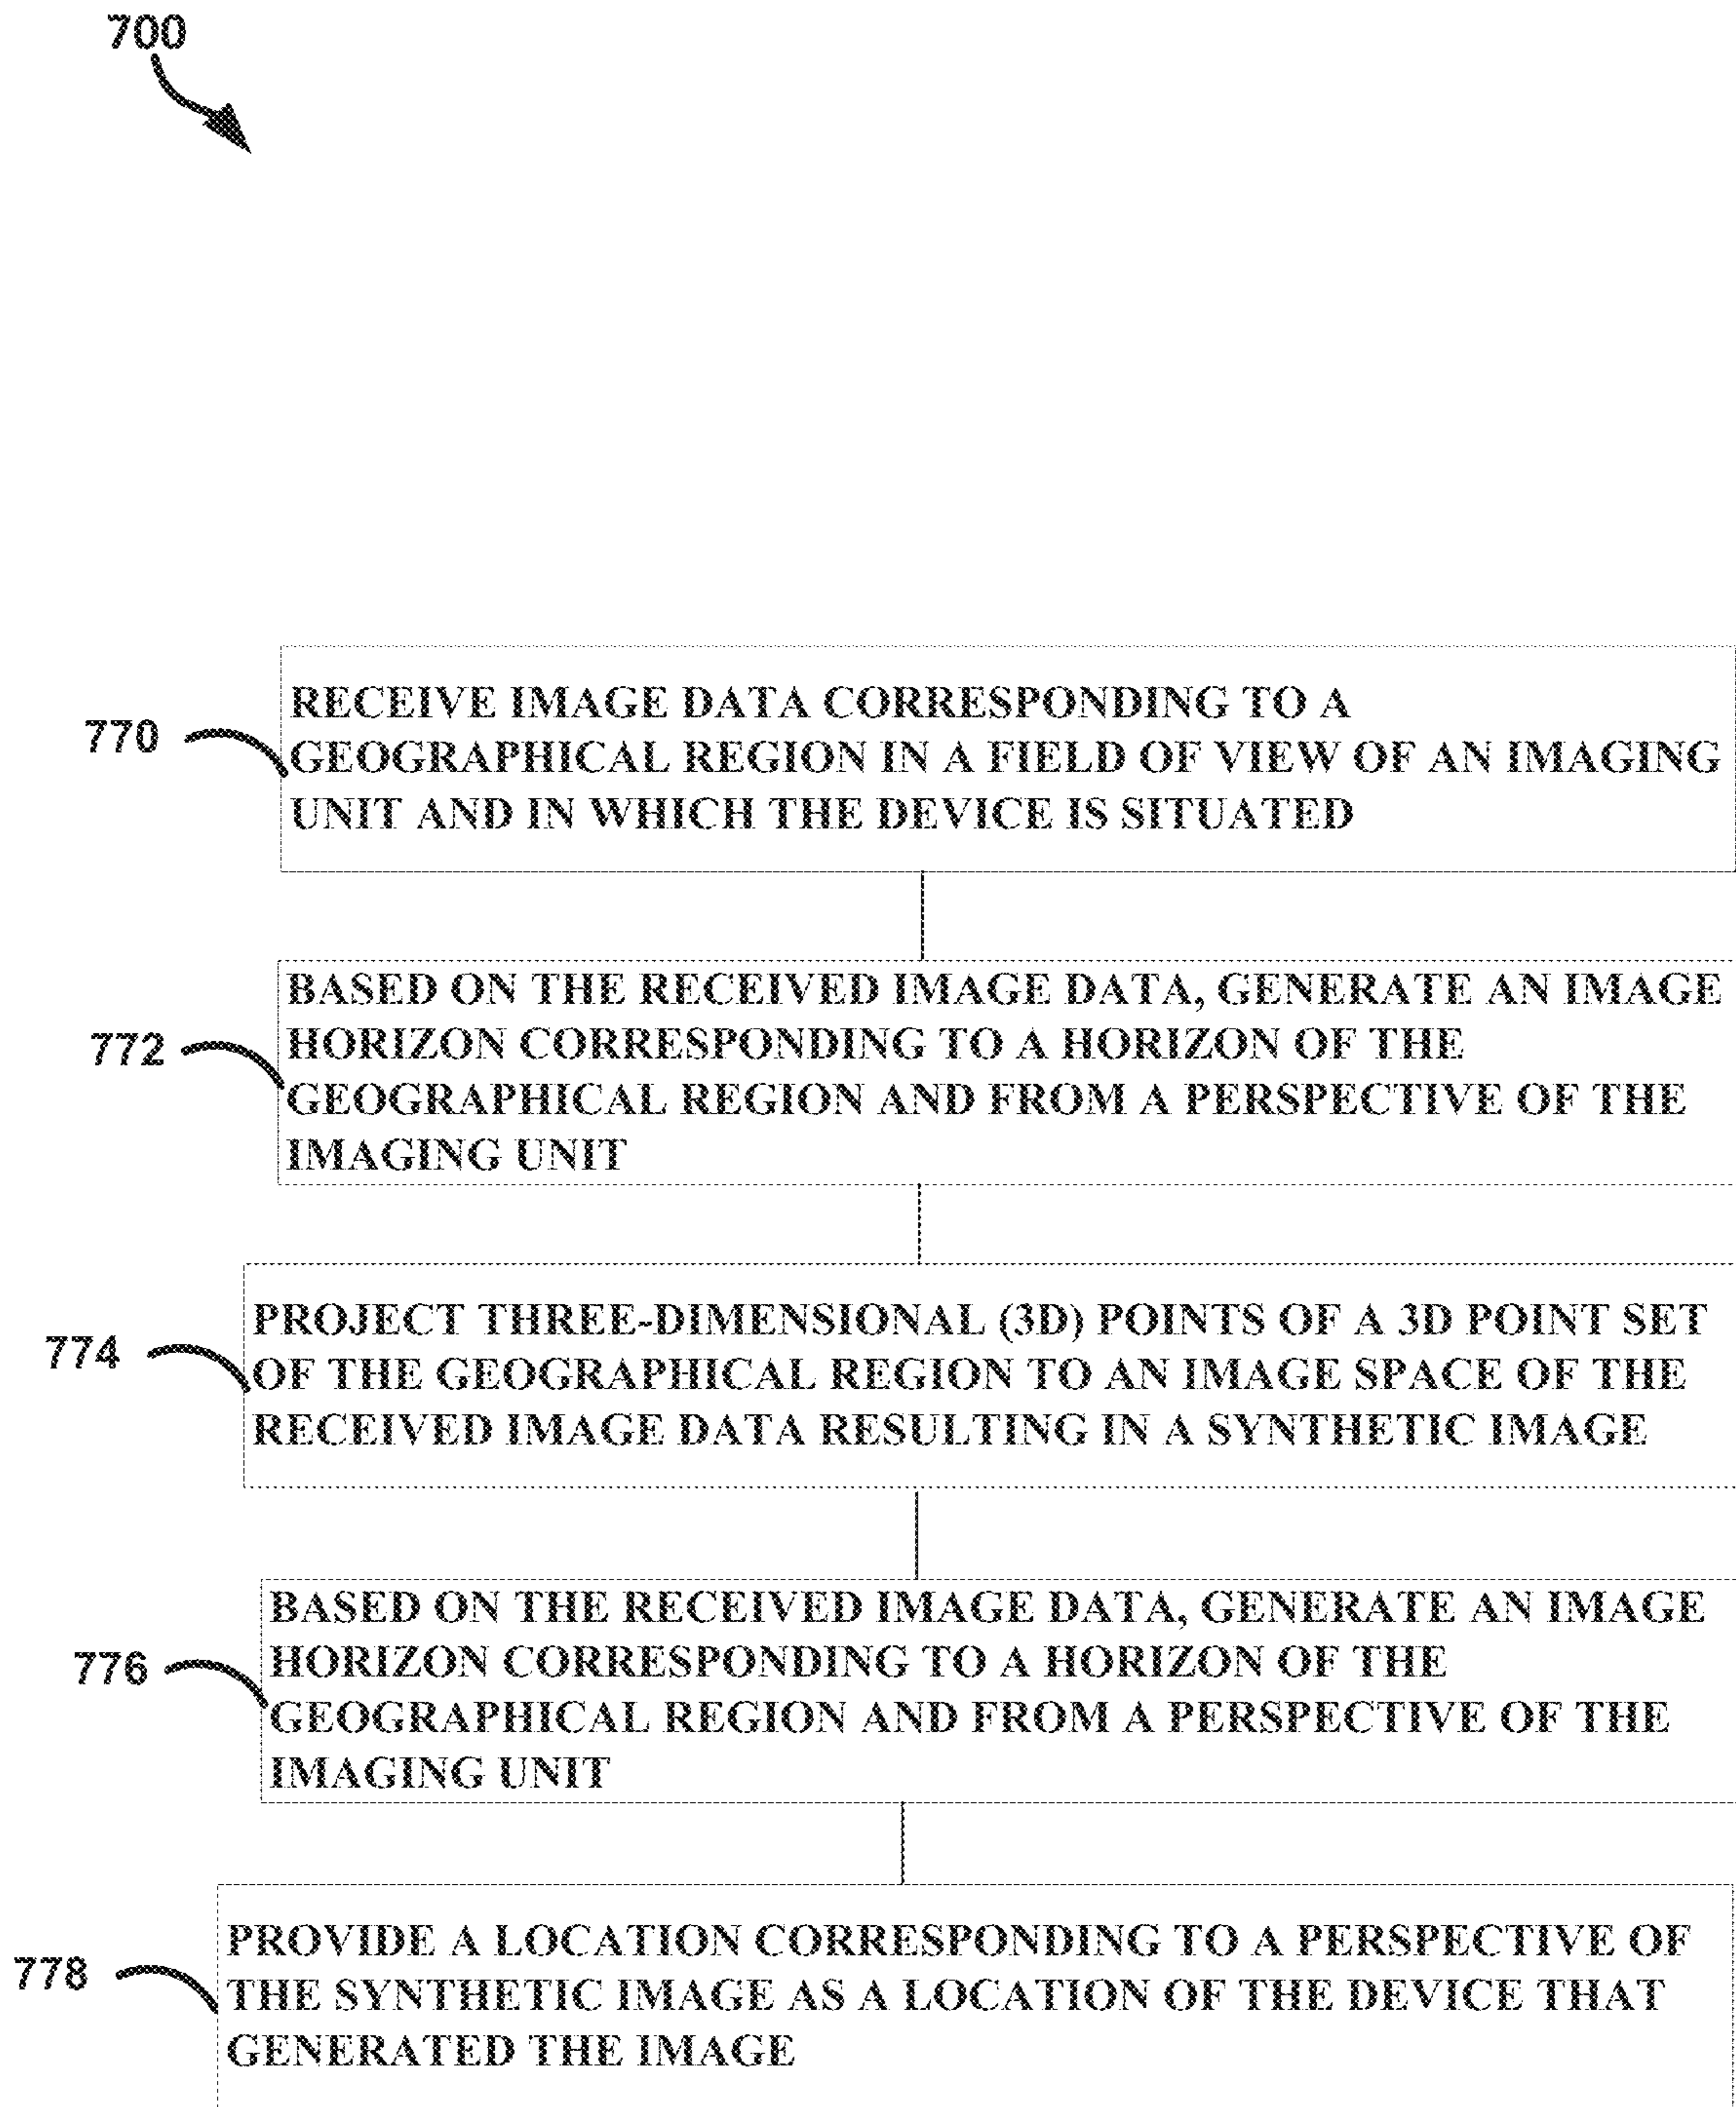 700
770
RECEIVE IMAGE DATA CORRESPONDING TO A
GEOGRAPHICAL REGION IN A FIELD OF VIEW OF AN IMAGING
UNIT AND IN WHICH THE DEVICE IS SITUATED
772
BASED ON THE RECEIVED IMAGE DATA, GENERATE AN IMAGE
HORIZON CORRESPONDING TO A HORIZON OF THE
GEOGRAPHICAL REGION AND FROM A PERSPECTIVE OF THE
IMAGING UNIT
774
PROJECT THREE-DIMENSIONAL (3D) POINTS OF A 3D POINT SET
OF THE GEOGRAPHICAL REGION TO AN IMAGE SPACE OF THE
RECEIVED IMAGE DATA RESULTING IN A SYNTHETIC IMAGE
776
BASED ON THE RECEIVED IMAGE DATA, GENERATE AN IMAGE
HORIZON CORRESPONDING TO A HORIZON OF THE
GEOGRAPHICAL REGION AND FROM A PERSPECTIVE OF THE
IMAGING UNIT
778
PROVIDE A LOCATION CORRESPONDING TO A PERSPECTIVE OF
THE SYNTHETIC IMAGE AS A LOCATION OF THE DEVICE THAT
GENERATED THE IMAGE